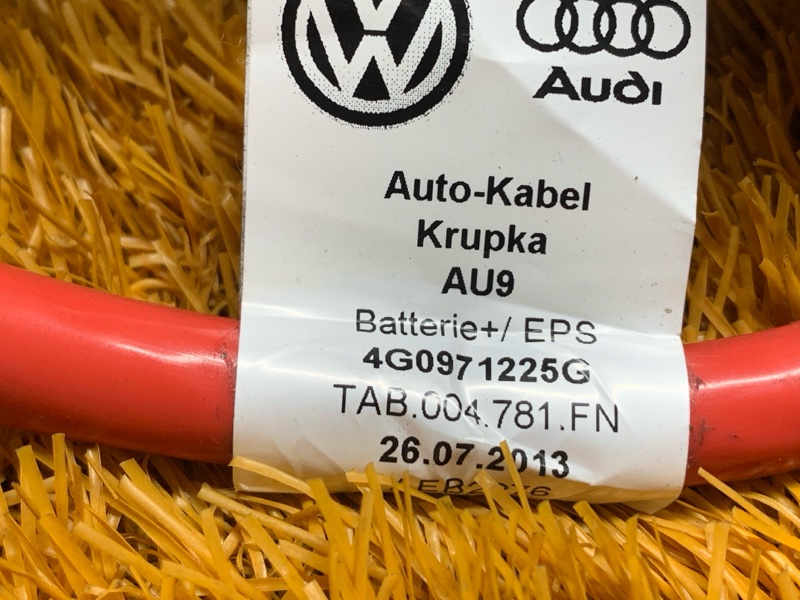 Audi
Auto-Kabel
Krupka
AU9
Batterie+/ EPS
4G0971225G
TAB.004.781.FN
26.07.2013